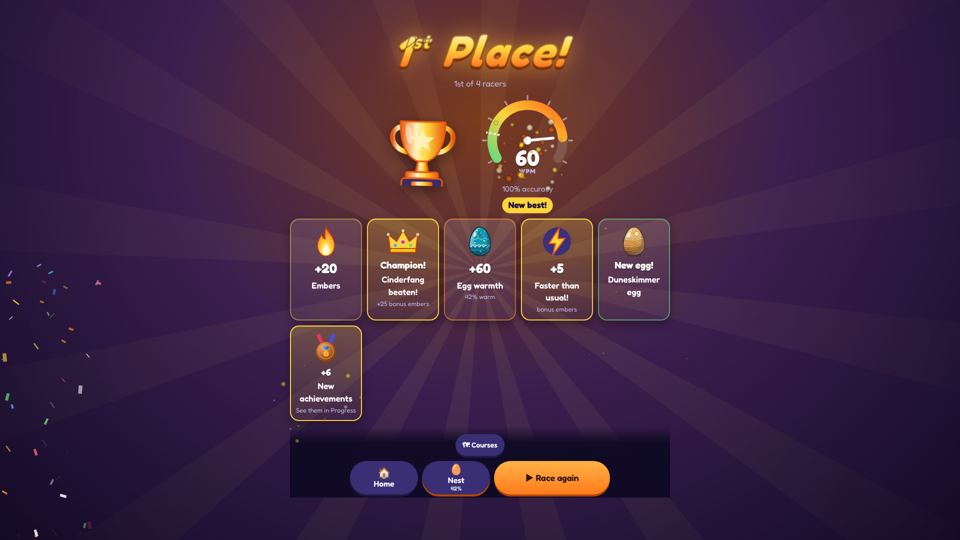 1st Place!
1st of 4 racers
60
WPM
100% accuracy
New best!
+20
Embers
Champion!
Cinderfang
beaten!
+25 bonus embers
+60
Egg warmth
42% warm
+5
Faster than
usual!
bonus embers
New egg!
Duneskimmer
egg
+6
New
achievements
See them in Progress
Courses
Home
Nest
42%
Race again